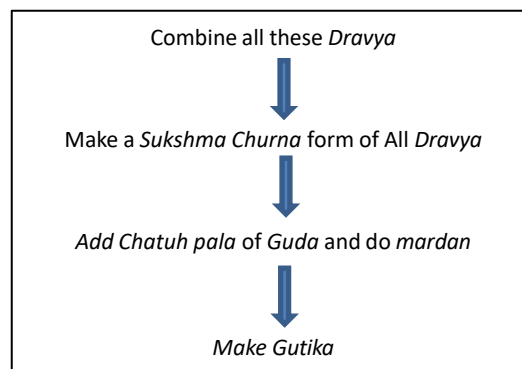 Combine all these Dravya
Make a Sukshma Churna form of All Dravya
Add Chatuh pala of Guda and do mardan
Make Gutika